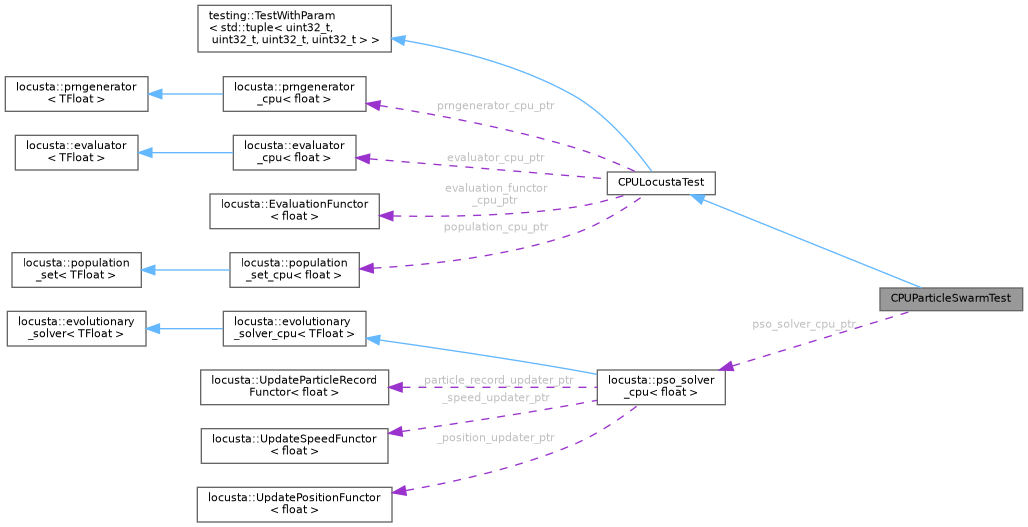 testing::TestWithParam
< std::tuple< uint32_t,
uint32_t, uint32_t, uint32_t > >
locusta::prngenerator
< TFloat >
locusta::prngenerator
_cpu< float >
prngenerator_cpu_ptr
locusta::evaluator
< TFloat >
locusta::evaluator
_cpu< float >
evaluator_cpu_ptr
CPULocustaTest
locusta::EvaluationFunctor
< float >
evaluation_functor
_cpu_ptr
population_cpu_ptr
locusta::population
_set< TFloat >
locusta::population
_set_cpu< float >
CPUParticleSwarmTest
locusta::evolutionary
_solver< TFloat >
locusta::evolutionary
_solver_cpu< TFloat >
pso_solver_cpu_ptr
locusta::UpdateParticleRecord
Functor< float >
particle_record_updater_ptr
_speed_updater_ptr
locusta::pso_solver
_cpu< float >
locusta::UpdateSpeedFunctor
< float >
_position_updater_ptr
locusta::UpdatePositionFunctor
< float >